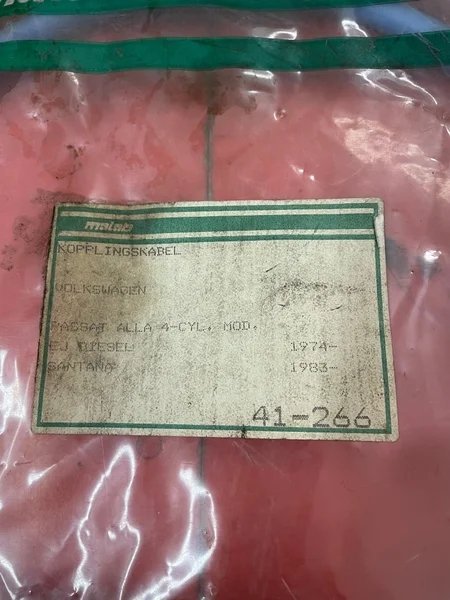 KOPPLINGSKABEL
VOLKSWAGEN
PASSAT ALLA 4-CYL. MOD.
EJ DIESEL 1974-
SANTANA 1983-
41-266